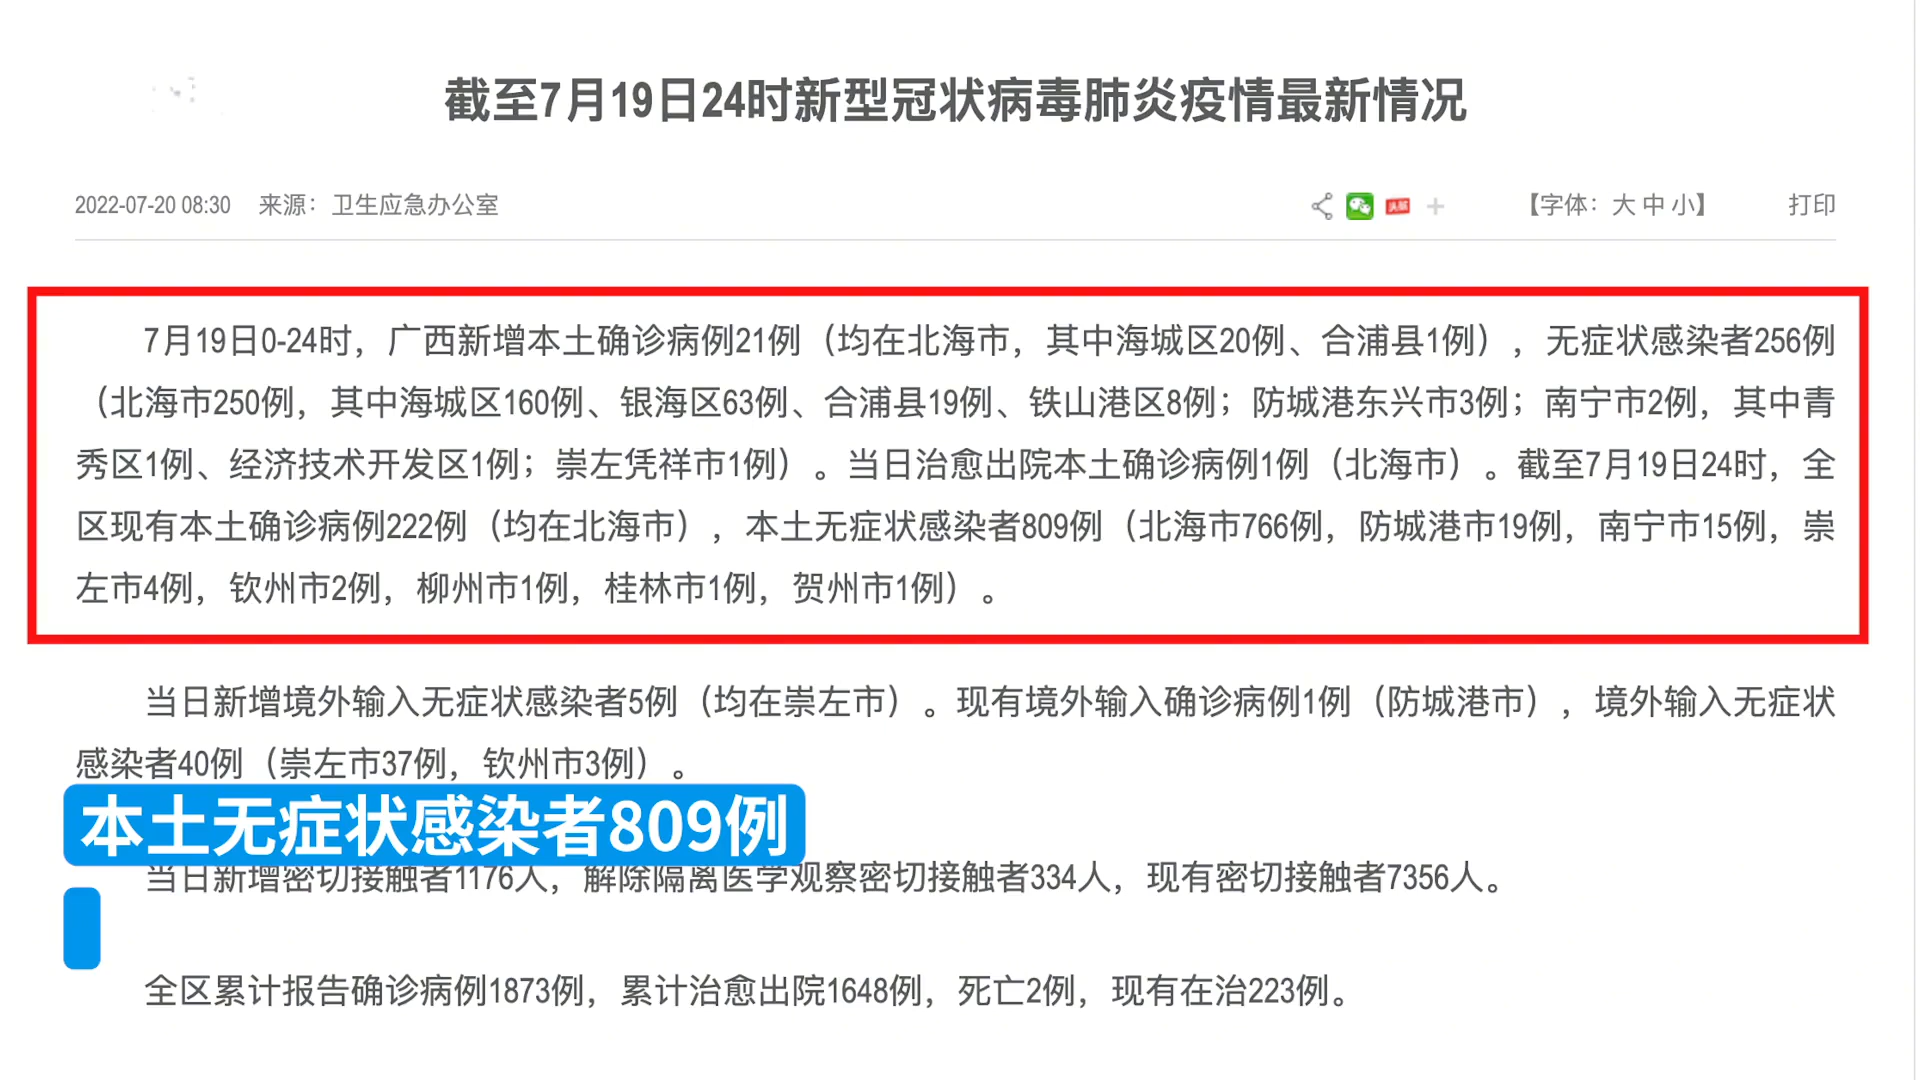 截至7月19日24时新型冠状病毒肺炎疫情最新情况
2022-07-20 08:30 来源：卫生应急办公室 头条 【字体：大 中 小】 打印
7月19日0-24时，广西新增本土确诊病例21例（均在北海市，其中海城区20例、合浦县1例），无症状感染者256例
（北海市250例，其中海城区160例、银海区63例、合浦县19例、铁山港区8例；防城港东兴市3例；南宁市2例，其中青
秀区1例、经济技术开发区1例；崇左凭祥市1例）。当日治愈出院本土确诊病例1例（北海市）。截至7月19日24时，全
区现有本土确诊病例222例（均在北海市），本土无症状感染者809例（北海市766例，防城港市19例，南宁市15例，崇
左市4例，钦州市2例，柳州市1例，桂林市1例，贺州市1例）。
当日新增境外输入无症状感染者5例（均在崇左市）。现有境外输入确诊病例1例（防城港市），境外输入无症状
感染者40例（崇左市37例，钦州市3例）。
本土无症状感染者809例
当日新增密切接触者1176人，解除隔离医学观察密切接触者334人，现有密切接触者7356人。
全区累计报告确诊病例1873例，累计治愈出院1648例，死亡2例，现有在治223例。